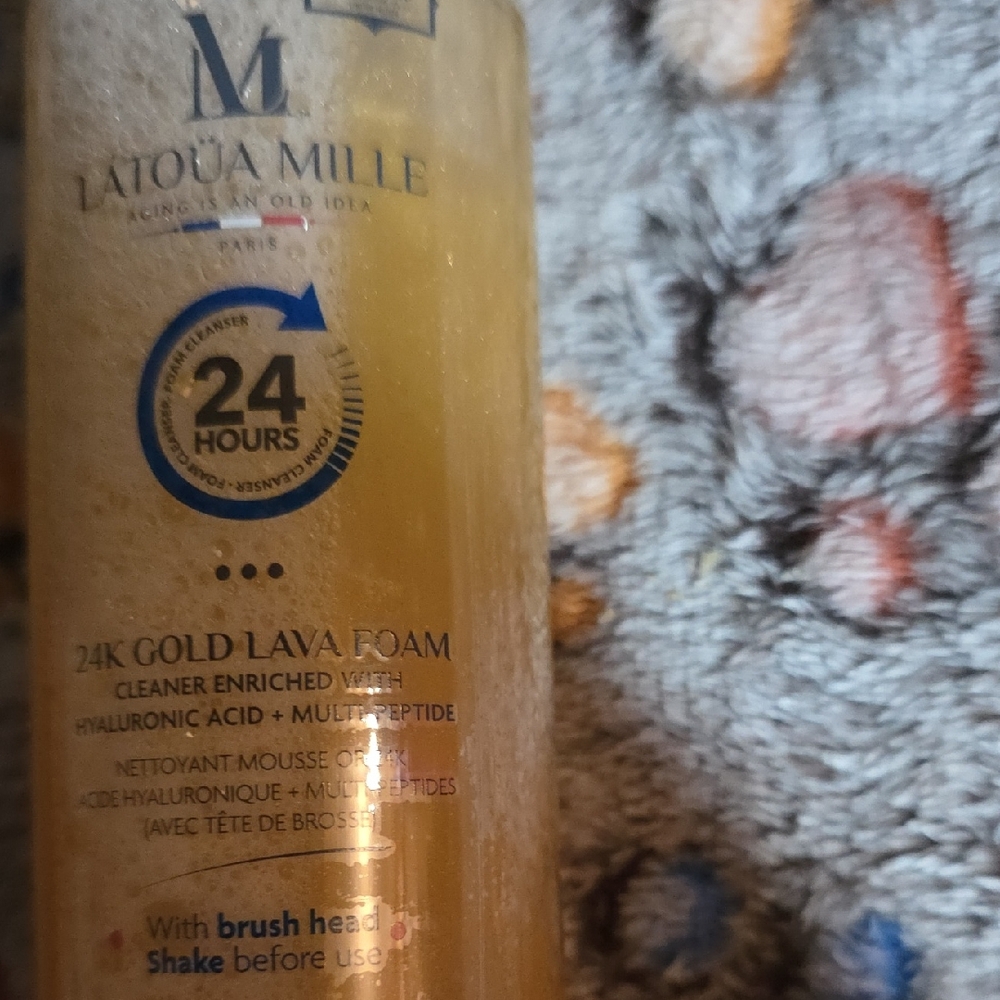 M
LATOÜA MILLE
AGING IS AN OLD IDEA
PARIS
FOAM CLEANSER · FOAM CLEANSER · FOAM CLEANSER
24
HOURS
24K GOLD LAVA FOAM
CLEANER ENRICHED WITH
HYALURONIC ACID + MULTI PEPTIDE
NETTOYANT MOUSSE OR 24K
ACIDE HYALURONIQUE + MULTI PEPTIDES
(AVEC TÊTE DE BROSSE)
With brush head
Shake before use